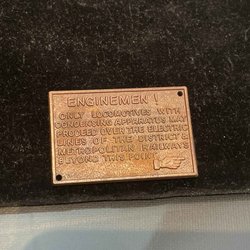 ENGINEMEN !
ONLY LOCOMOTIVES WITH
CONDENSING APPARATUS MAY
PROCEED OVER THE ELECTRIC
LINES OF THE DISTRICT &
METROPOLITAN RAILWAYS
BEYOND THIS POINT